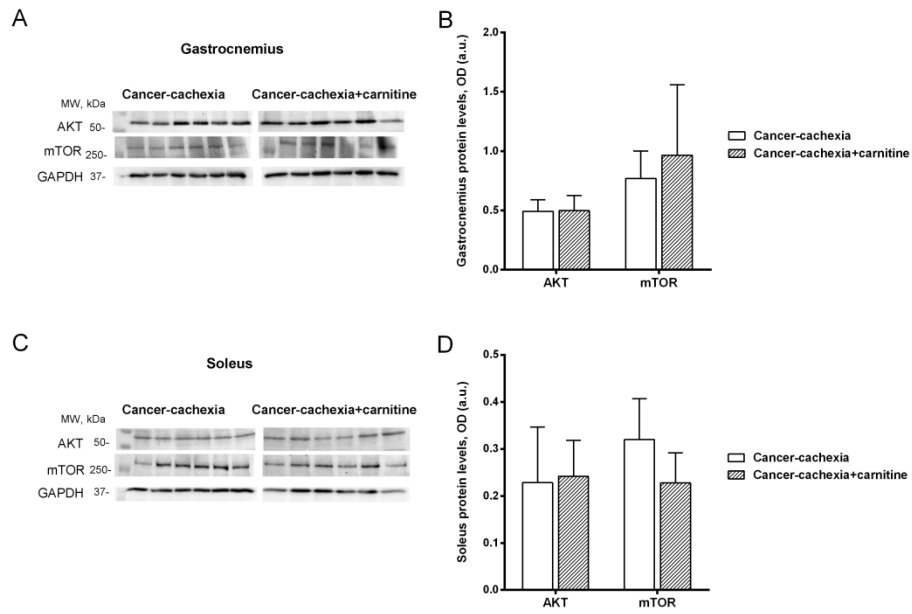 A
Gastrocnemius
Cancer-cachexia Cancer-cachexia+carnitine
MW, kDa
AKT 50-
mTOR 250-
GAPDH 37-
B
Gastrocnemius protein levels, OD (a.u.)
2.0
1.5
1.0
0.5
0.0
AKT mTOR
Cancer-cachexia
Cancer-cachexia+carnitine
C
Soleus
Cancer-cachexia Cancer-cachexia+carnitine
MW, kDa
AKT 50-
mTOR 250-
GAPDH 37-
D
Soleus protein levels, OD (a.u.)
0.5
0.4
0.3
0.2
0.1
0.0
AKT mTOR
Cancer-cachexia
Cancer-cachexia+carnitine